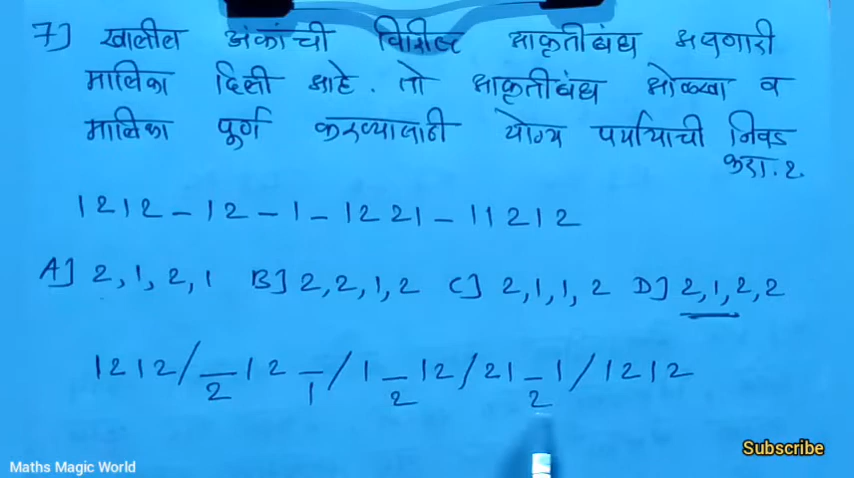 7] खालील अंकांची विशिष्ट आकृतीबंध असणारी
मालिका दिली आहे. तो आकृतीबंध ओळखा व
मालिका पूर्ण करण्यासाठी योग्य पर्यायाची निवड
करा. 2.
1212 – 12 – 1 – 1221 – 11212
A] 2, 1, 2, 1 B] 2, 2, 1, 2 C] 2, 1, 1, 2 D] 2, 1, 2, 2
1212 / _ 12 _ / 1 _ 12 / 21 _ 1 / 1212
2 1 2 2
Subscribe
Maths Magic World